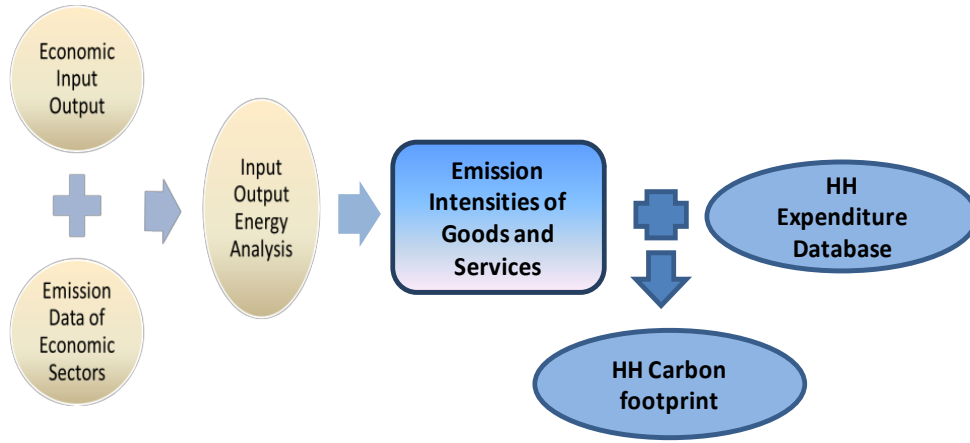 Economic
Input
Output
Emission
Data of
Economic
Sectors
Input
Output
Energy
Analysis
Emission
Intensities of
Goods and
Services
HH
Expenditure
Database
HH Carbon
footprint